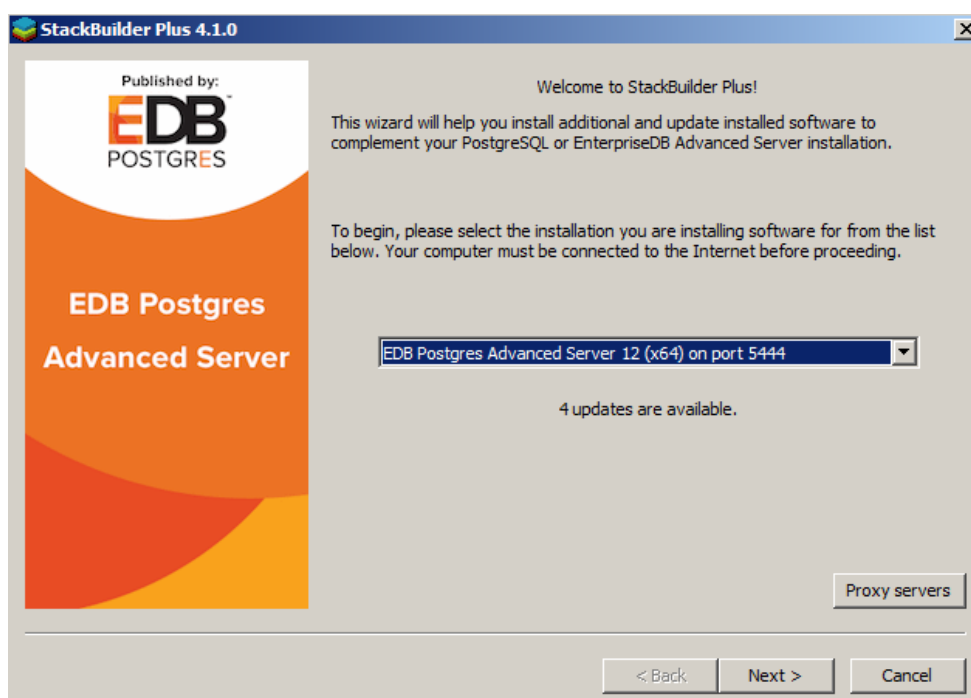 StackBuilder Plus 4.1.0
Published by:
EDB™
POSTGRES
EDB Postgres
Advanced Server
Welcome to StackBuilder Plus!
This wizard will help you install additional and update installed software to
complement your PostgreSQL or EnterpriseDB Advanced Server installation.
To begin, please select the installation you are installing software for from the list
below. Your computer must be connected to the Internet before proceeding.
EDB Postgres Advanced Server 12 (x64) on port 5444
4 updates are available.
Proxy servers
< Back
Next >
Cancel